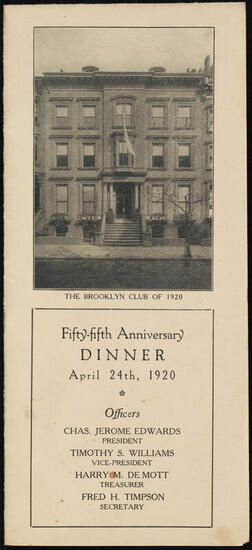 THE BROOKLYN CLUB OF 1920
Fifty-fifth Anniversary
DINNER
April 24th, 1920
*
Officers
CHAS. JEROME EDWARDS
PRESIDENT
TIMOTHY S. WILLIAMS
VICE-PRESIDENT
HARRY M. DE MOTT
TREASURER
FRED H. TIMPSON
SECRETARY